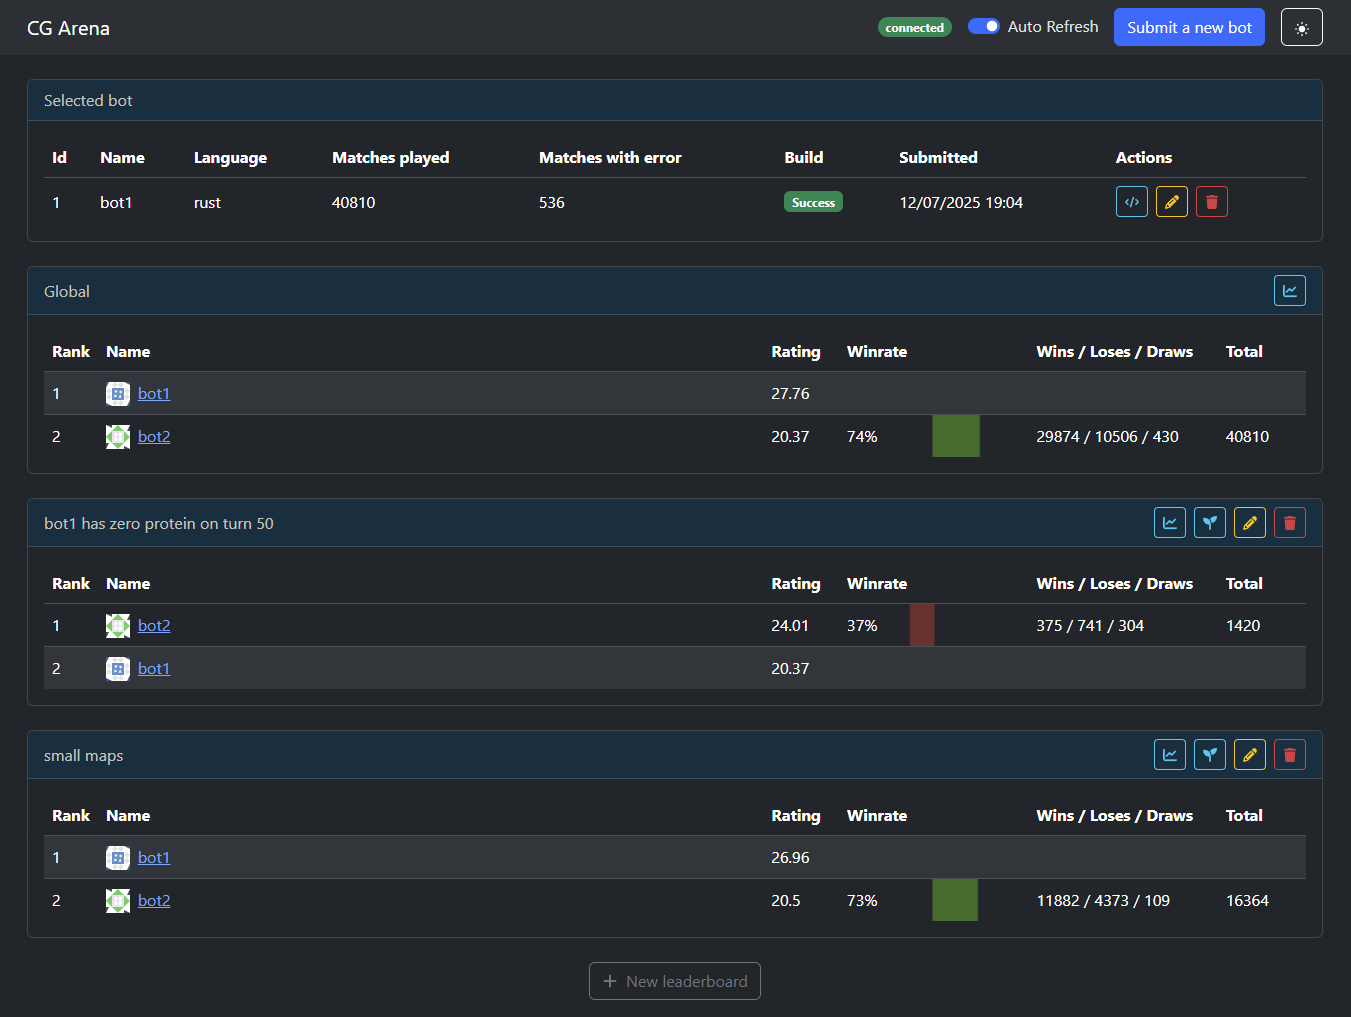 CG Arena
connected
Auto Refresh
Submit a new bot
Selected bot
Id Name Language Matches played Matches with error Build Submitted Actions
1 bot1 rust 40810 536 Success 12/07/2025 19:04
Global
Rank Name Rating Winrate Wins / Loses / Draws Total
1 bot1 27.76
2 bot2 20.37 74% 29874 / 10506 / 430 40810
bot1 has zero protein on turn 50
Rank Name Rating Winrate Wins / Loses / Draws Total
1 bot2 24.01 37% 375 / 741 / 304 1420
2 bot1 20.37
small maps
Rank Name Rating Winrate Wins / Loses / Draws Total
1 bot1 26.96
2 bot2 20.5 73% 11882 / 4373 / 109 16364
+ New leaderboard